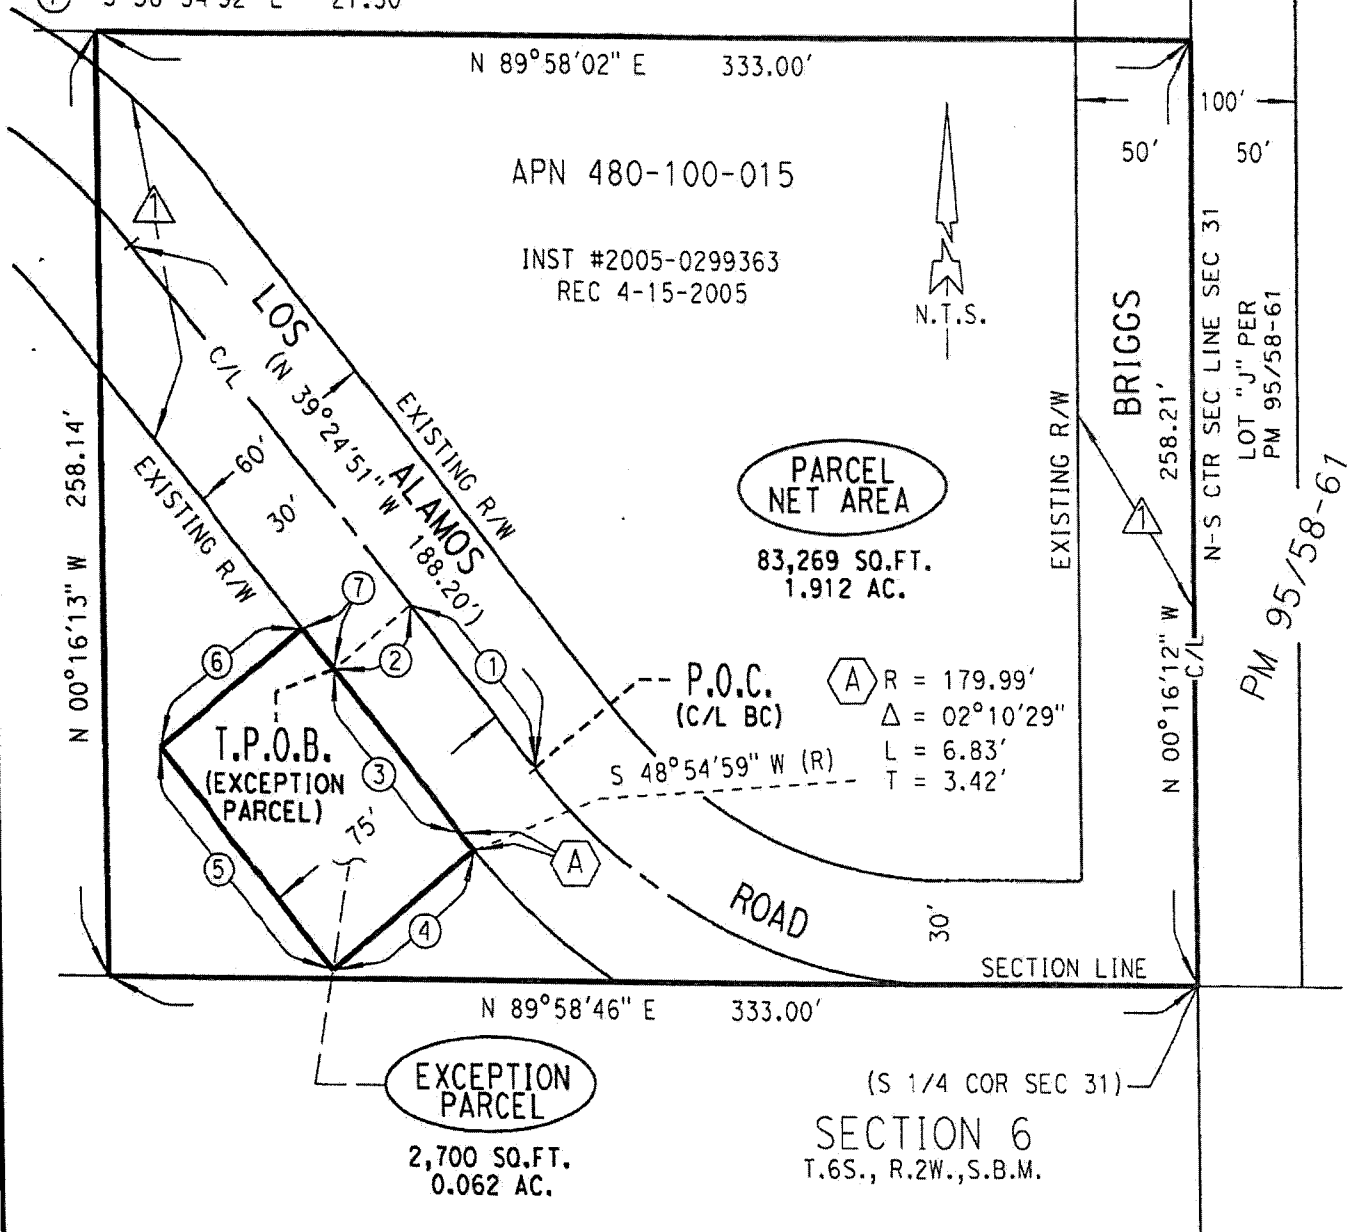 N 89°58'02" E 333.00'
100'
50' 50'
APN 480-100-015
INST #2005-0299363
REC 4-15-2005
N.T.S.
1
LOS
C/L
(N 39°24'51" W 188.20')
ALAMOS
EXISTING R/W
EXISTING R/W
60'
30'
N 00°16'13" W 258.14'
BRIGGS
EXISTING R/W
258.21'
N 00°16'12" W
C/L
N-S CTR SEC LINE SEC 31
LOT "J" PER
PM 95/58-61
PM 95/58-61
1
PARCEL
NET AREA
83,269 SQ.FT.
1.912 AC.
7
6
2
1
P.O.C.
(C/L BC)
A R = 179.99'
Δ = 02°10'29"
L = 6.83'
T = 3.42'
S 48°54'59" W (R)
T.P.O.B.
(EXCEPTION
PARCEL)
3
75'
5
A
4
ROAD
30'
SECTION LINE
N 89°58'46" E 333.00'
EXCEPTION
PARCEL
2,700 SQ.FT.
0.062 AC.
(S 1/4 COR SEC 31)
SECTION 6
T.6S., R.2W.,S.B.M.